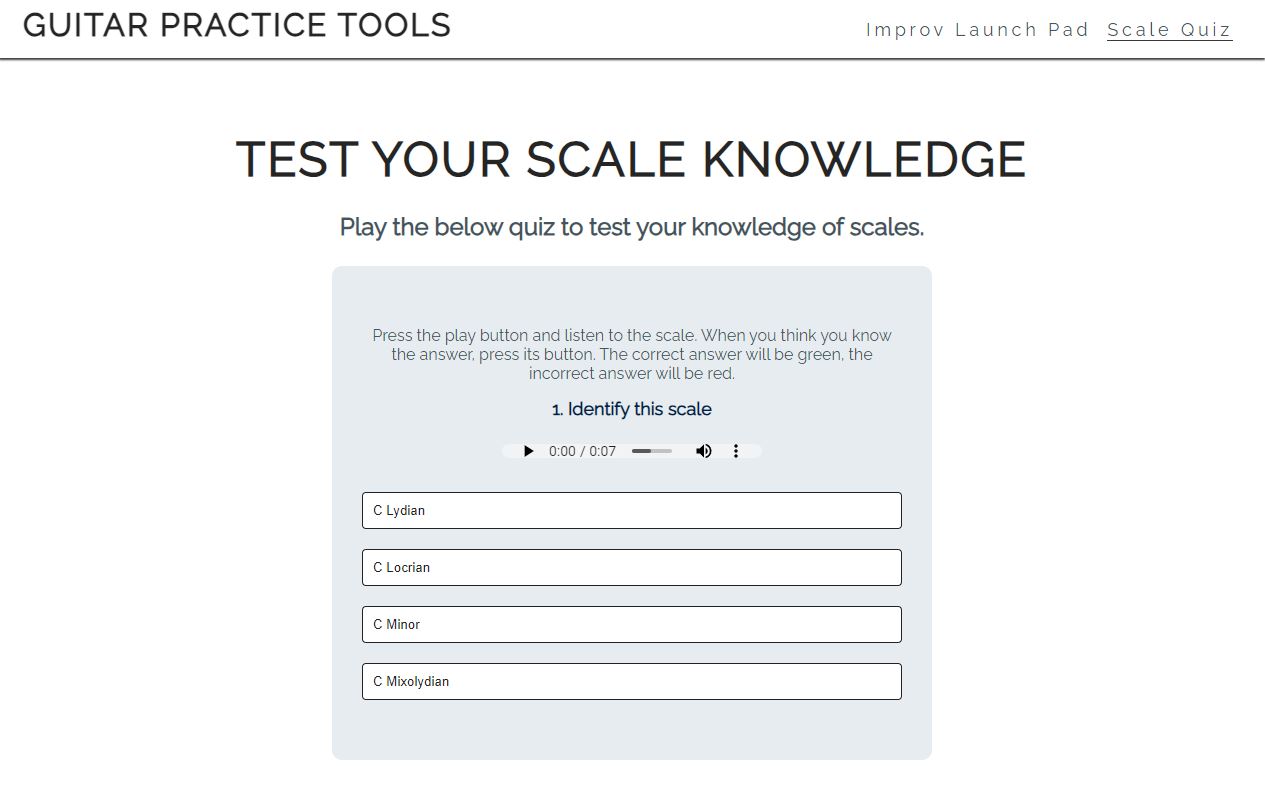 GUITAR PRACTICE TOOLS
Improv Launch Pad
Scale Quiz
TEST YOUR SCALE KNOWLEDGE
Play the below quiz to test your knowledge of scales.
Press the play button and listen to the scale. When you think you know
the answer, press its button. The correct answer will be green, the
incorrect answer will be red.
1. Identify this scale
0:00 / 0:07
C Lydian
C Locrian
C Minor
C Mixolydian